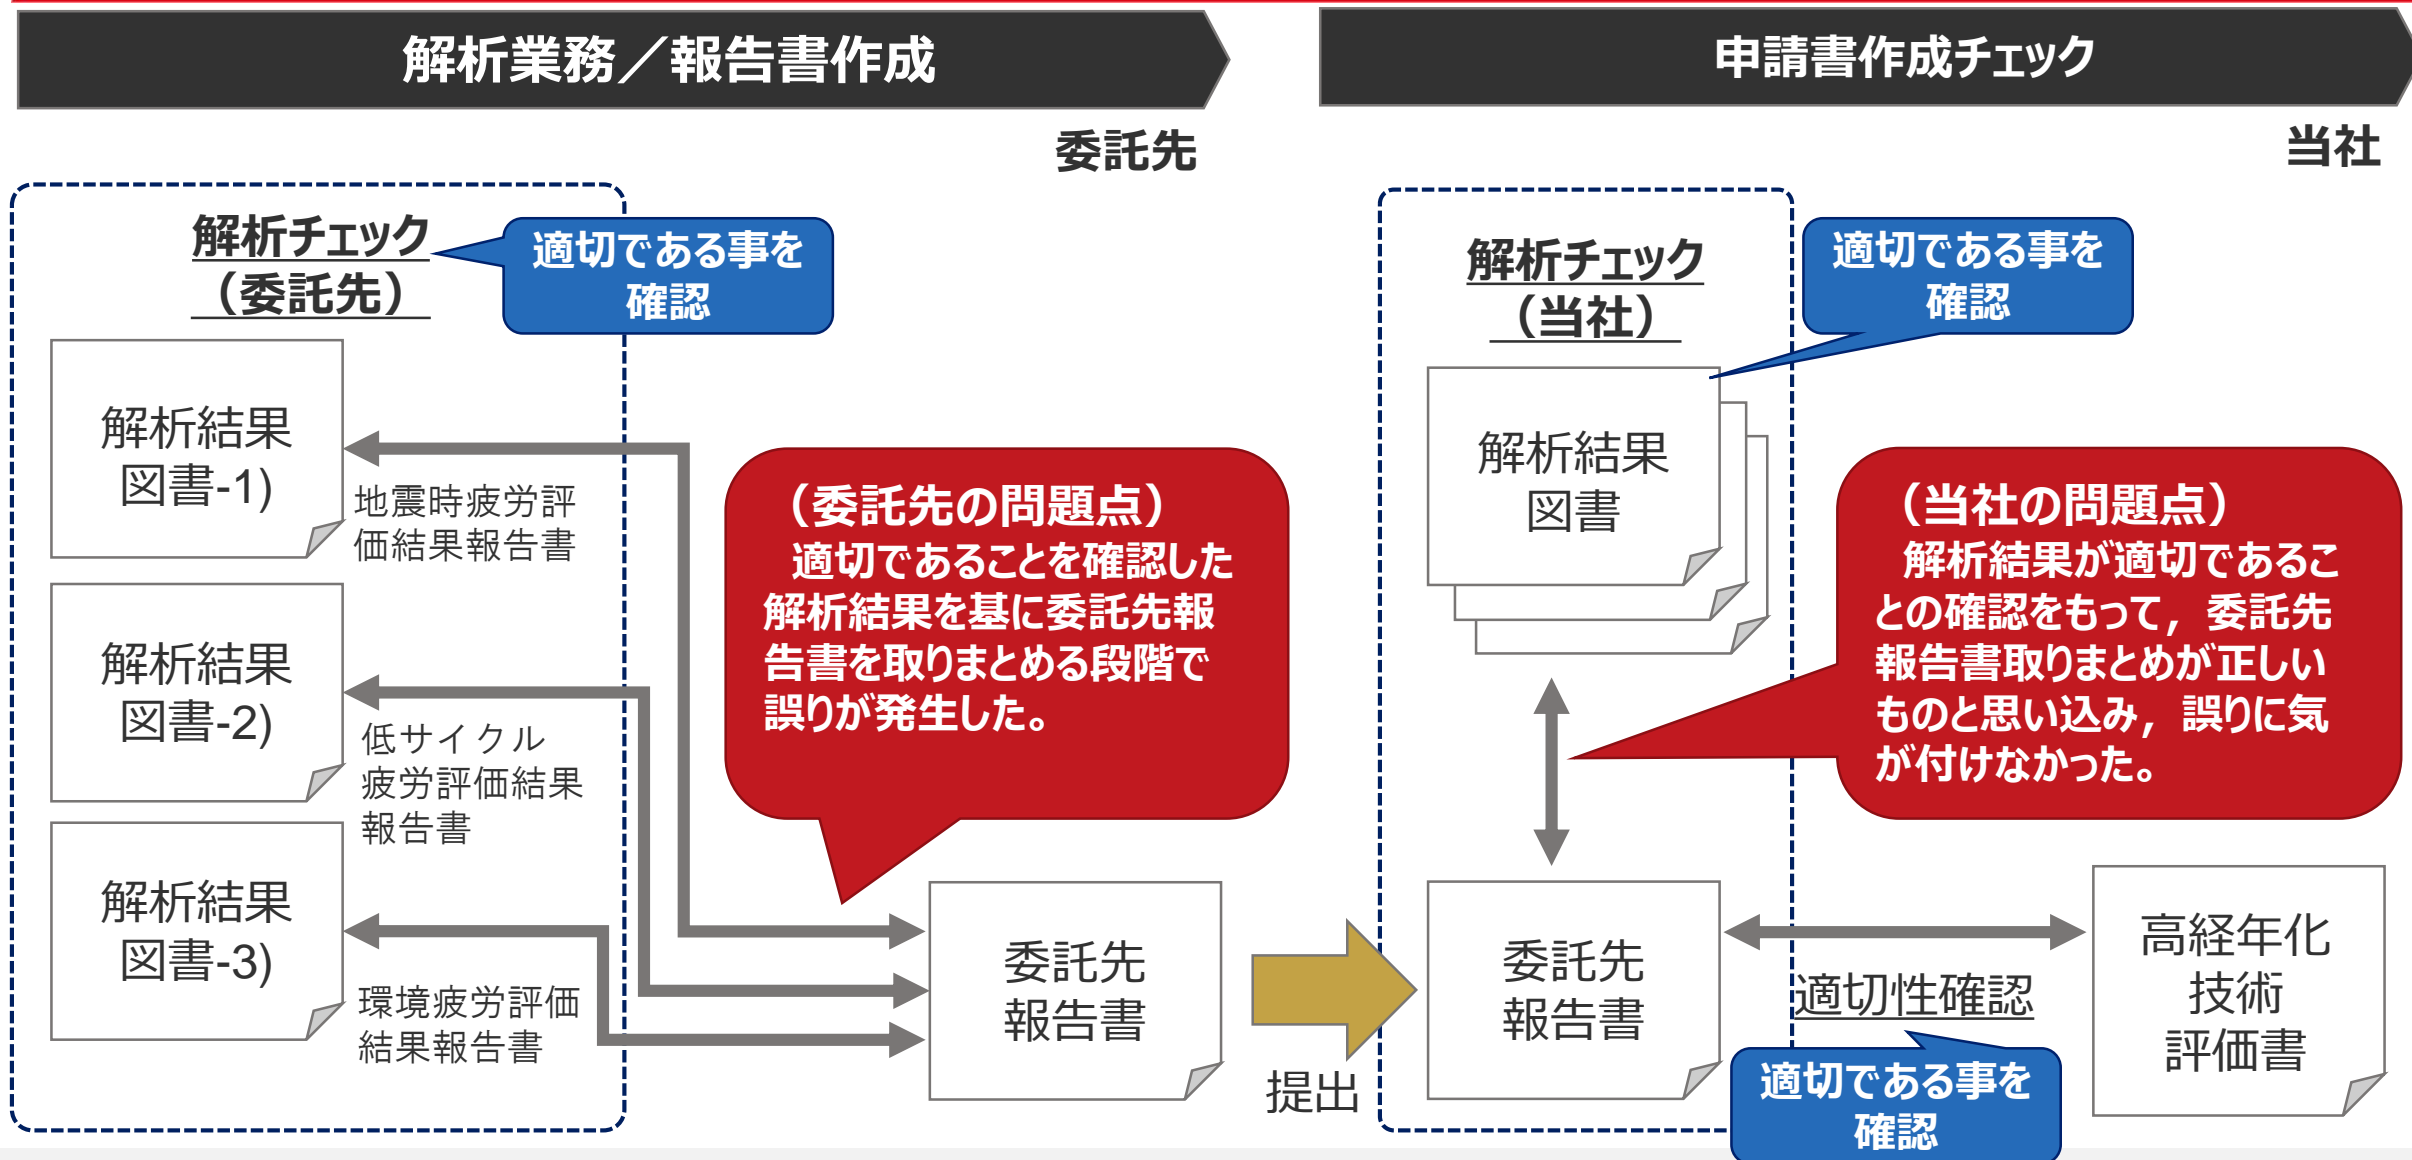 解析業務／報告書作成
申請書作成チェック
委託先
当社
解析チェック
（委託先）
適切である事を
確認
解析結果
図書-1)
地震時疲労評
価結果報告書
解析結果
図書-2)
低サイクル
疲労評価結果
報告書
解析結果
図書-3)
環境疲労評価
結果報告書
（委託先の問題点）
適切であることを確認した
解析結果を基に委託先報
告書を取りまとめる段階で
誤りが発生した。
委託先
報告書
提出
解析チェック
（当社）
適切である事を
確認
解析結果
図書
（当社の問題点）
解析結果が適切であるこ
との確認をもって，委託先
報告書取りまとめが正しい
ものと思い込み，誤りに気
が付けなかった。
委託先
報告書
適切性確認
適切である事を
確認
高経年化
技術
評価書